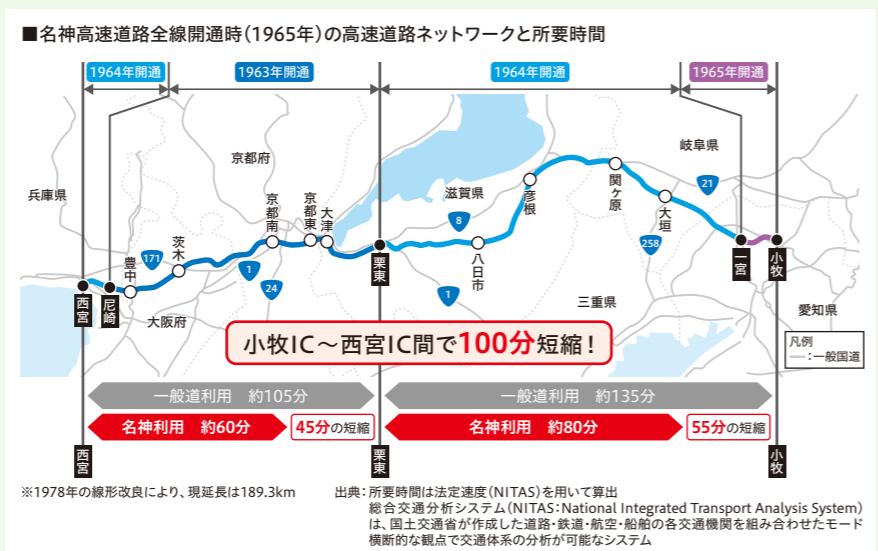 ■名神高速道路全線開通時(1965年)の高速道路ネットワークと所要時間
1964年開通
1963年開通
1964年開通
1965年開通
兵庫県
京都府
滋賀県
岐阜県
大阪府
三重県
愛知県
西宮
尼崎
豊中
茨木
京都南
京都東
大津
栗東
八日市
彦根
関ヶ原
大垣
一宮
小牧
171
1
24
8
1
258
21
凡例
―:一般国道
小牧IC~西宮IC間で100分短縮!
一般道利用 約105分
一般道利用 約135分
名神利用 約60分
45分の短縮
名神利用 約80分
55分の短縮
西宮
栗東
小牧
※1978年の線形改良により、現延長は189.3km
出典:所要時間は法定速度(NITAS)を用いて算出
総合交通分析システム(NITAS:National Integrated Transport Analysis System)
は、国土交通省が作成した道路・鉄道・航空・船舶の各交通機関を組み合わせたモード
横断的な観点で交通体系の分析が可能なシステム